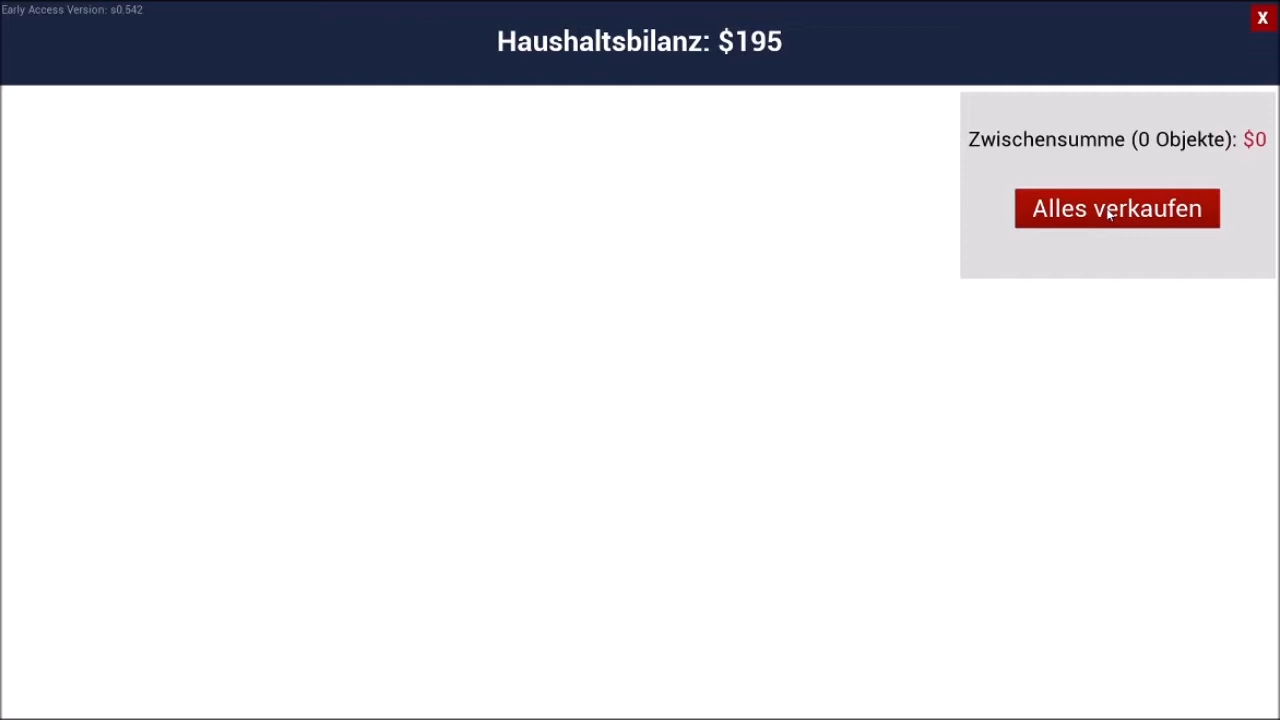 Early Access Version: s0.542
X
Haushaltsbilanz: $195
Zwischensumme (0 Objekte): $0
Alles verkaufen